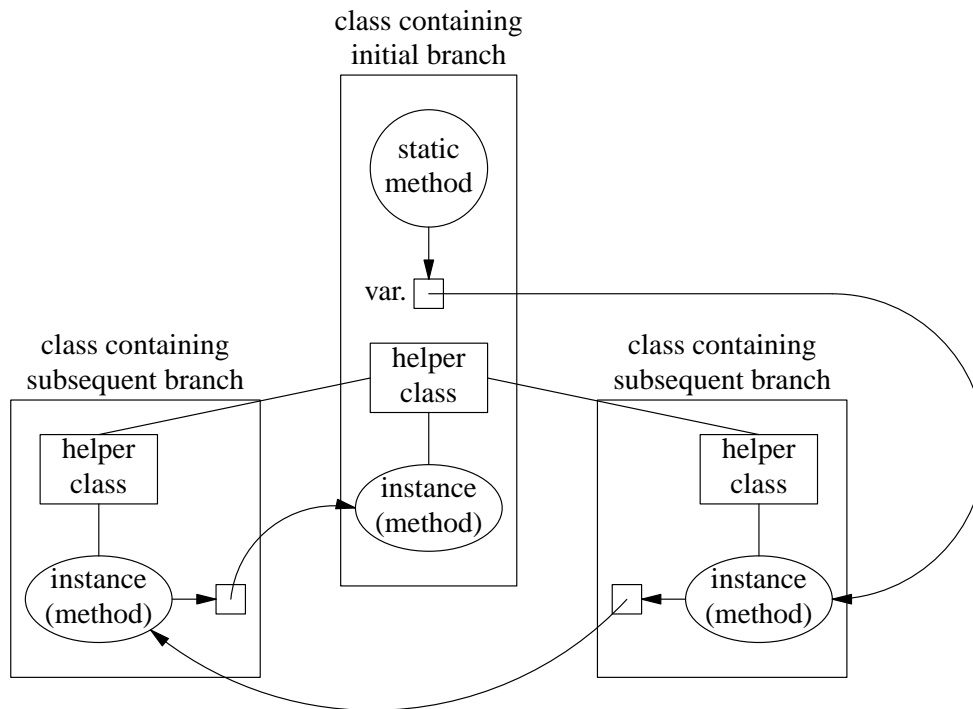 class containing
initial branch
static
method
var.
helper
class
instance
(method)
class containing
subsequent branch
helper
class
instance
(method)
class containing
subsequent branch
helper
class
instance
(method)